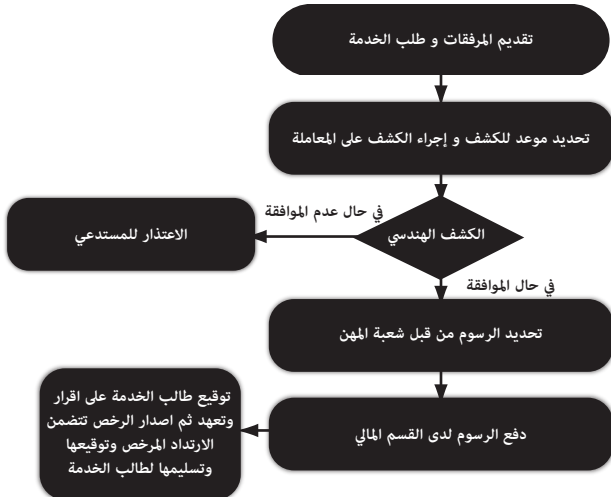 تقديم المرفقات و طلب الخدمة
تحديد موعد للكشف و إجراء الكشف على المعاملة
في حال عدم الموافقة
الكشف الهندسي
الاعتذار للمستدعي
في حال الموافقة
تحديد الرسوم من قبل شعبة المهن
دفع الرسوم لدى القسم المالي
توقيع طالب الخدمة على اقرار
وتعهد ثم اصدار الرخص تتضمن
الارتداد المرخص وتوقيعها
وتسليمها لطالب الخدمة